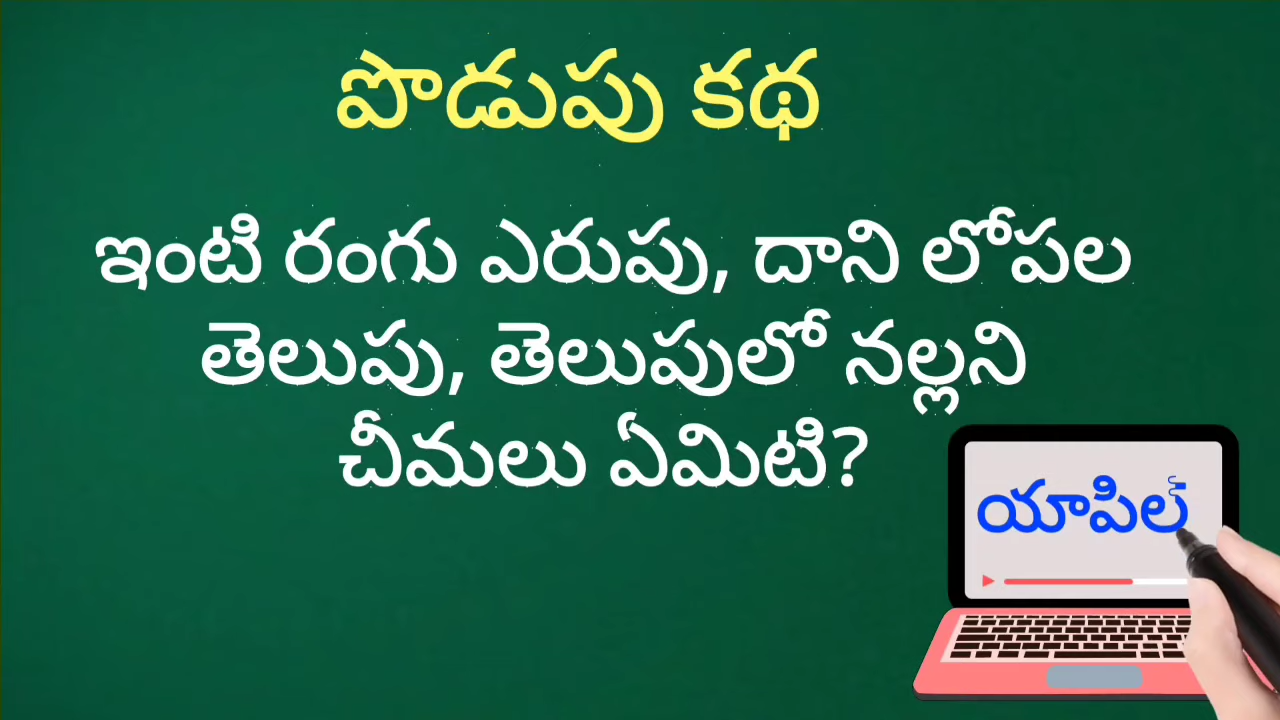 పొడుపు కథ
ఇంటి రంగు ఎరుపు, దాని లోపల
తెలుపు, తెలుపులో నల్లని
చీమలు ఏమిటి?
యాపిల్